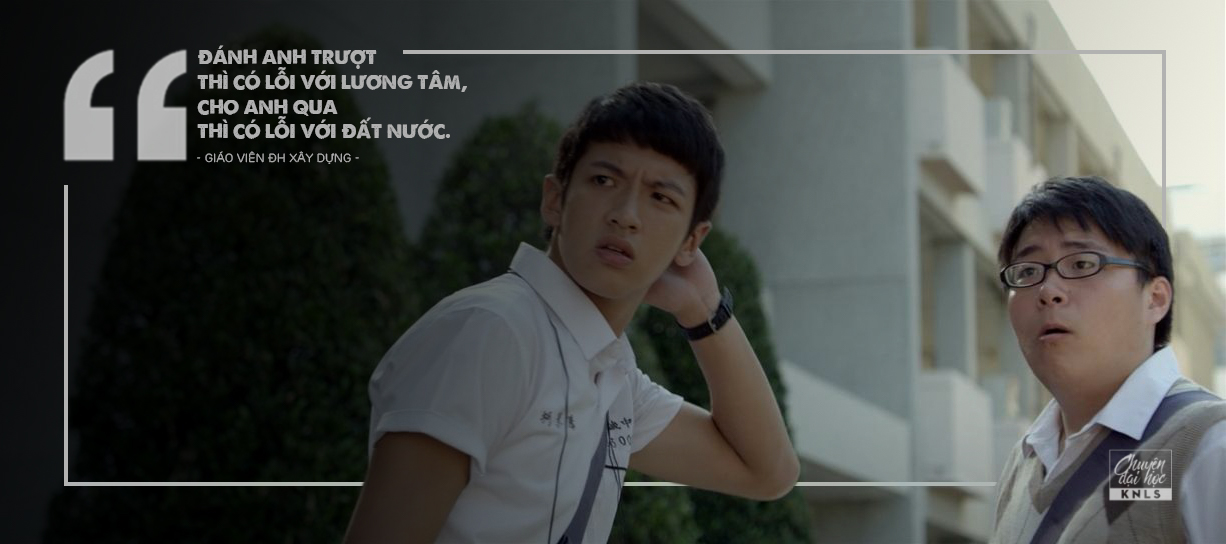 ĐÁNH ANH TRƯỢT
THÌ CÓ LỖI VỚI LƯƠNG TÂM,
CHO ANH QUA
THÌ CÓ LỖI VỚI ĐẤT NƯỚC.
- GIÁO VIÊN ĐH XÂY DỰNG -
Chuyện
đại học
KNLS